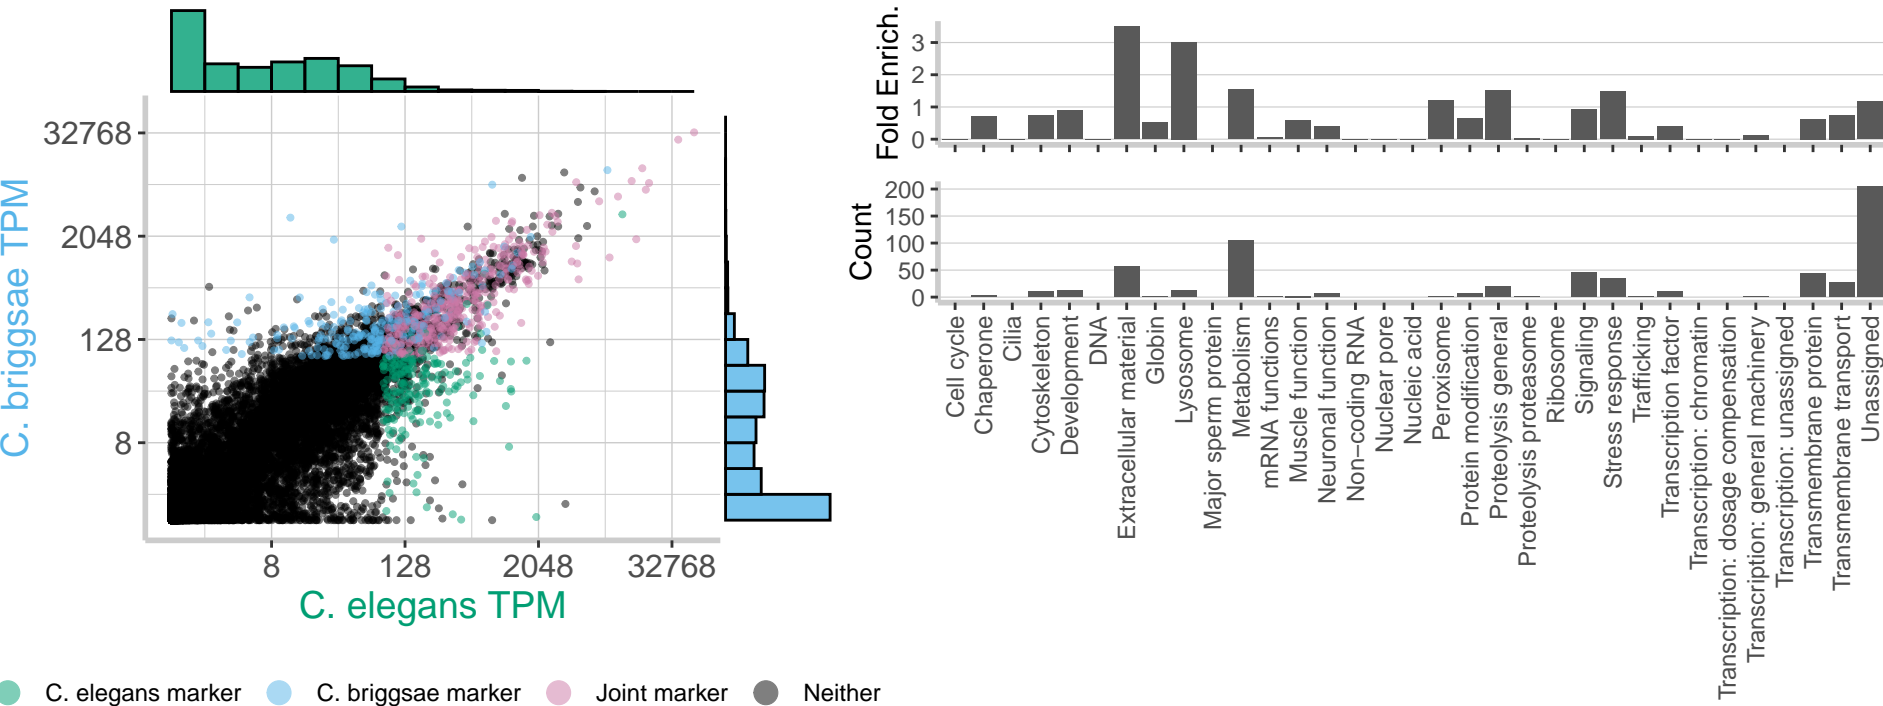 32768
2048
128
8
C. briggsae TPM
8
128
2048
32768
C. elegans TPM
C. elegans marker
C. briggsae marker
Joint marker
Neither
Fold Enrich.
3
2
1
0
Count
200
150
100
50
0
Cell cycle
Chaperone
Cilia
Cytoskeleton
Development
DNA
Extracellular material
Globin
Lysosome
Major sperm protein
Metabolism
mRNA functions
Muscle function
Neuronal function
Non−coding RNA
Nuclear pore
Nucleic acid
Peroxisome
Protein modification
Proteolysis general
Proteolysis proteasome
Ribosome
Signaling
Stress response
Trafficking
Transcription factor
Transcription: chromatin
Transcription: dosage compensation
Transcription: general machinery
Transcription: unassigned
Transmembrane protein
Transmembrane transport
Unassigned